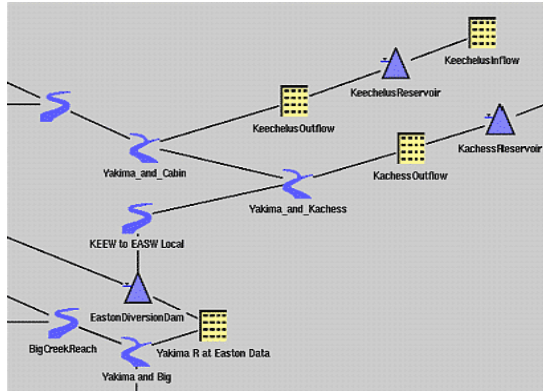 KeechelusInflow
KeechelusReservoir
KeechelusOutflow
KachessReservoir
Yakima_and_Cabin
KachessOutflow
Yakima_and_Kachess
KEEW to EASW Local
EastonDiversionDam
BigCreekReach
Yakima R at Easton Data
Yakima and Big